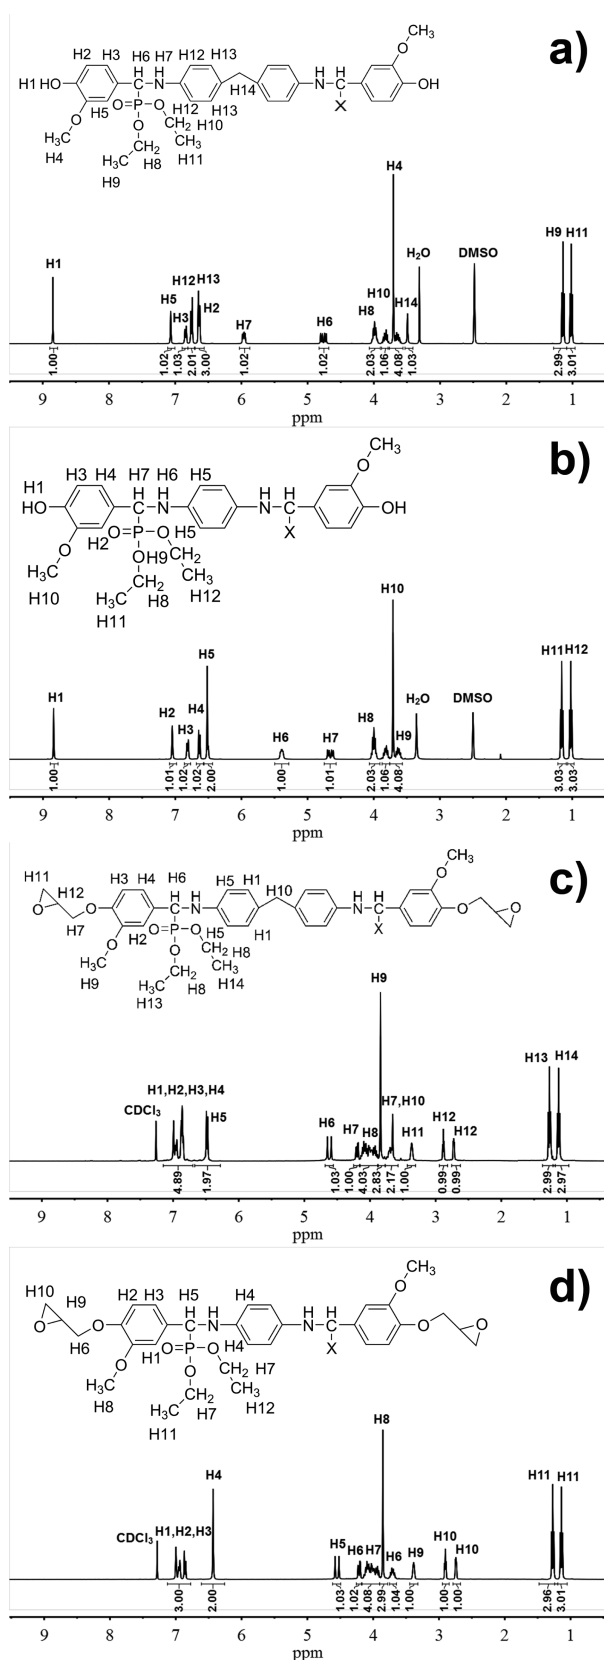 a)
OCH₃
H2 H3 H6 H7 H12 H13
H H H H
H1 HO C N N C OH
H5 O=P—O H12 H14 H13 X
O O CH₂ H10
H₃C CH₂ CH₃
H4 H₃C H8 H11
H9
H4
H1 H₂O DMSO H9 H11
H12 H13 H10
H5 H3 H2 H7 H6 H8 H14
1.00 1.02 1.03 2.01 3.00 1.02 1.02 2.03 1.06 4.08 1.03 2.99 3.01
9 8 7 6 5 4 3 2 1
ppm
b)
O CH₃
H3 H4 H7 H6 H5
H1 H H H H
HO C N N C OH
O=P—O H5 X
O H2 O H9 CH₂
H₃C CH₂ CH₃
H10 H₃C H8 H12
H11
H10
H5 H11 H12
H1 H₂O DMSO
H2 H3 H4 H6 H7 H8 H9
1.00 1.01 1.02 1.02 2.00 1.00 1.01 2.03 1.06 4.08 3.03 3.03
9 8 7 6 5 4 3 2 1
ppm
c)
O CH₃
H11 H12 H3 H4 H6 H5 H1 H10
O O C H N H H N H C O O
H7 H2 O=P—O H5 H1 X
O O CH₂ H8
H₃C CH₂ CH₃
H9 H₃C H8 H14
H13
H9
H13 H14
H1,H2,H3,H4
CDCl₃ H5 H6 H7 H8 H7,H10 H11 H12 H12
4.89 1.97 1.03 1.00 4.03 2.83 2.17 1.00 0.99 0.99 2.99 2.97
9 8 7 6 5 4 3 2 1
ppm
d)
O CH₃
H10 H9 H2 H3 H5 H4
O O C H N H H N H C O O
H6 H1 O=P—O H4 X
O O CH₂ H7
H₃C CH₂ CH₃
H8 H₃C H7 H12
H11
H8
H4 H11 H11
CDCl₃ H1,H2,H3 H5 H6 H7 H6 H9 H10 H10
3.00 2.00 1.03 1.02 4.08 2.99 1.04 1.00 1.00 1.00 2.96 3.01
9 8 7 6 5 4 3 2 1
ppm